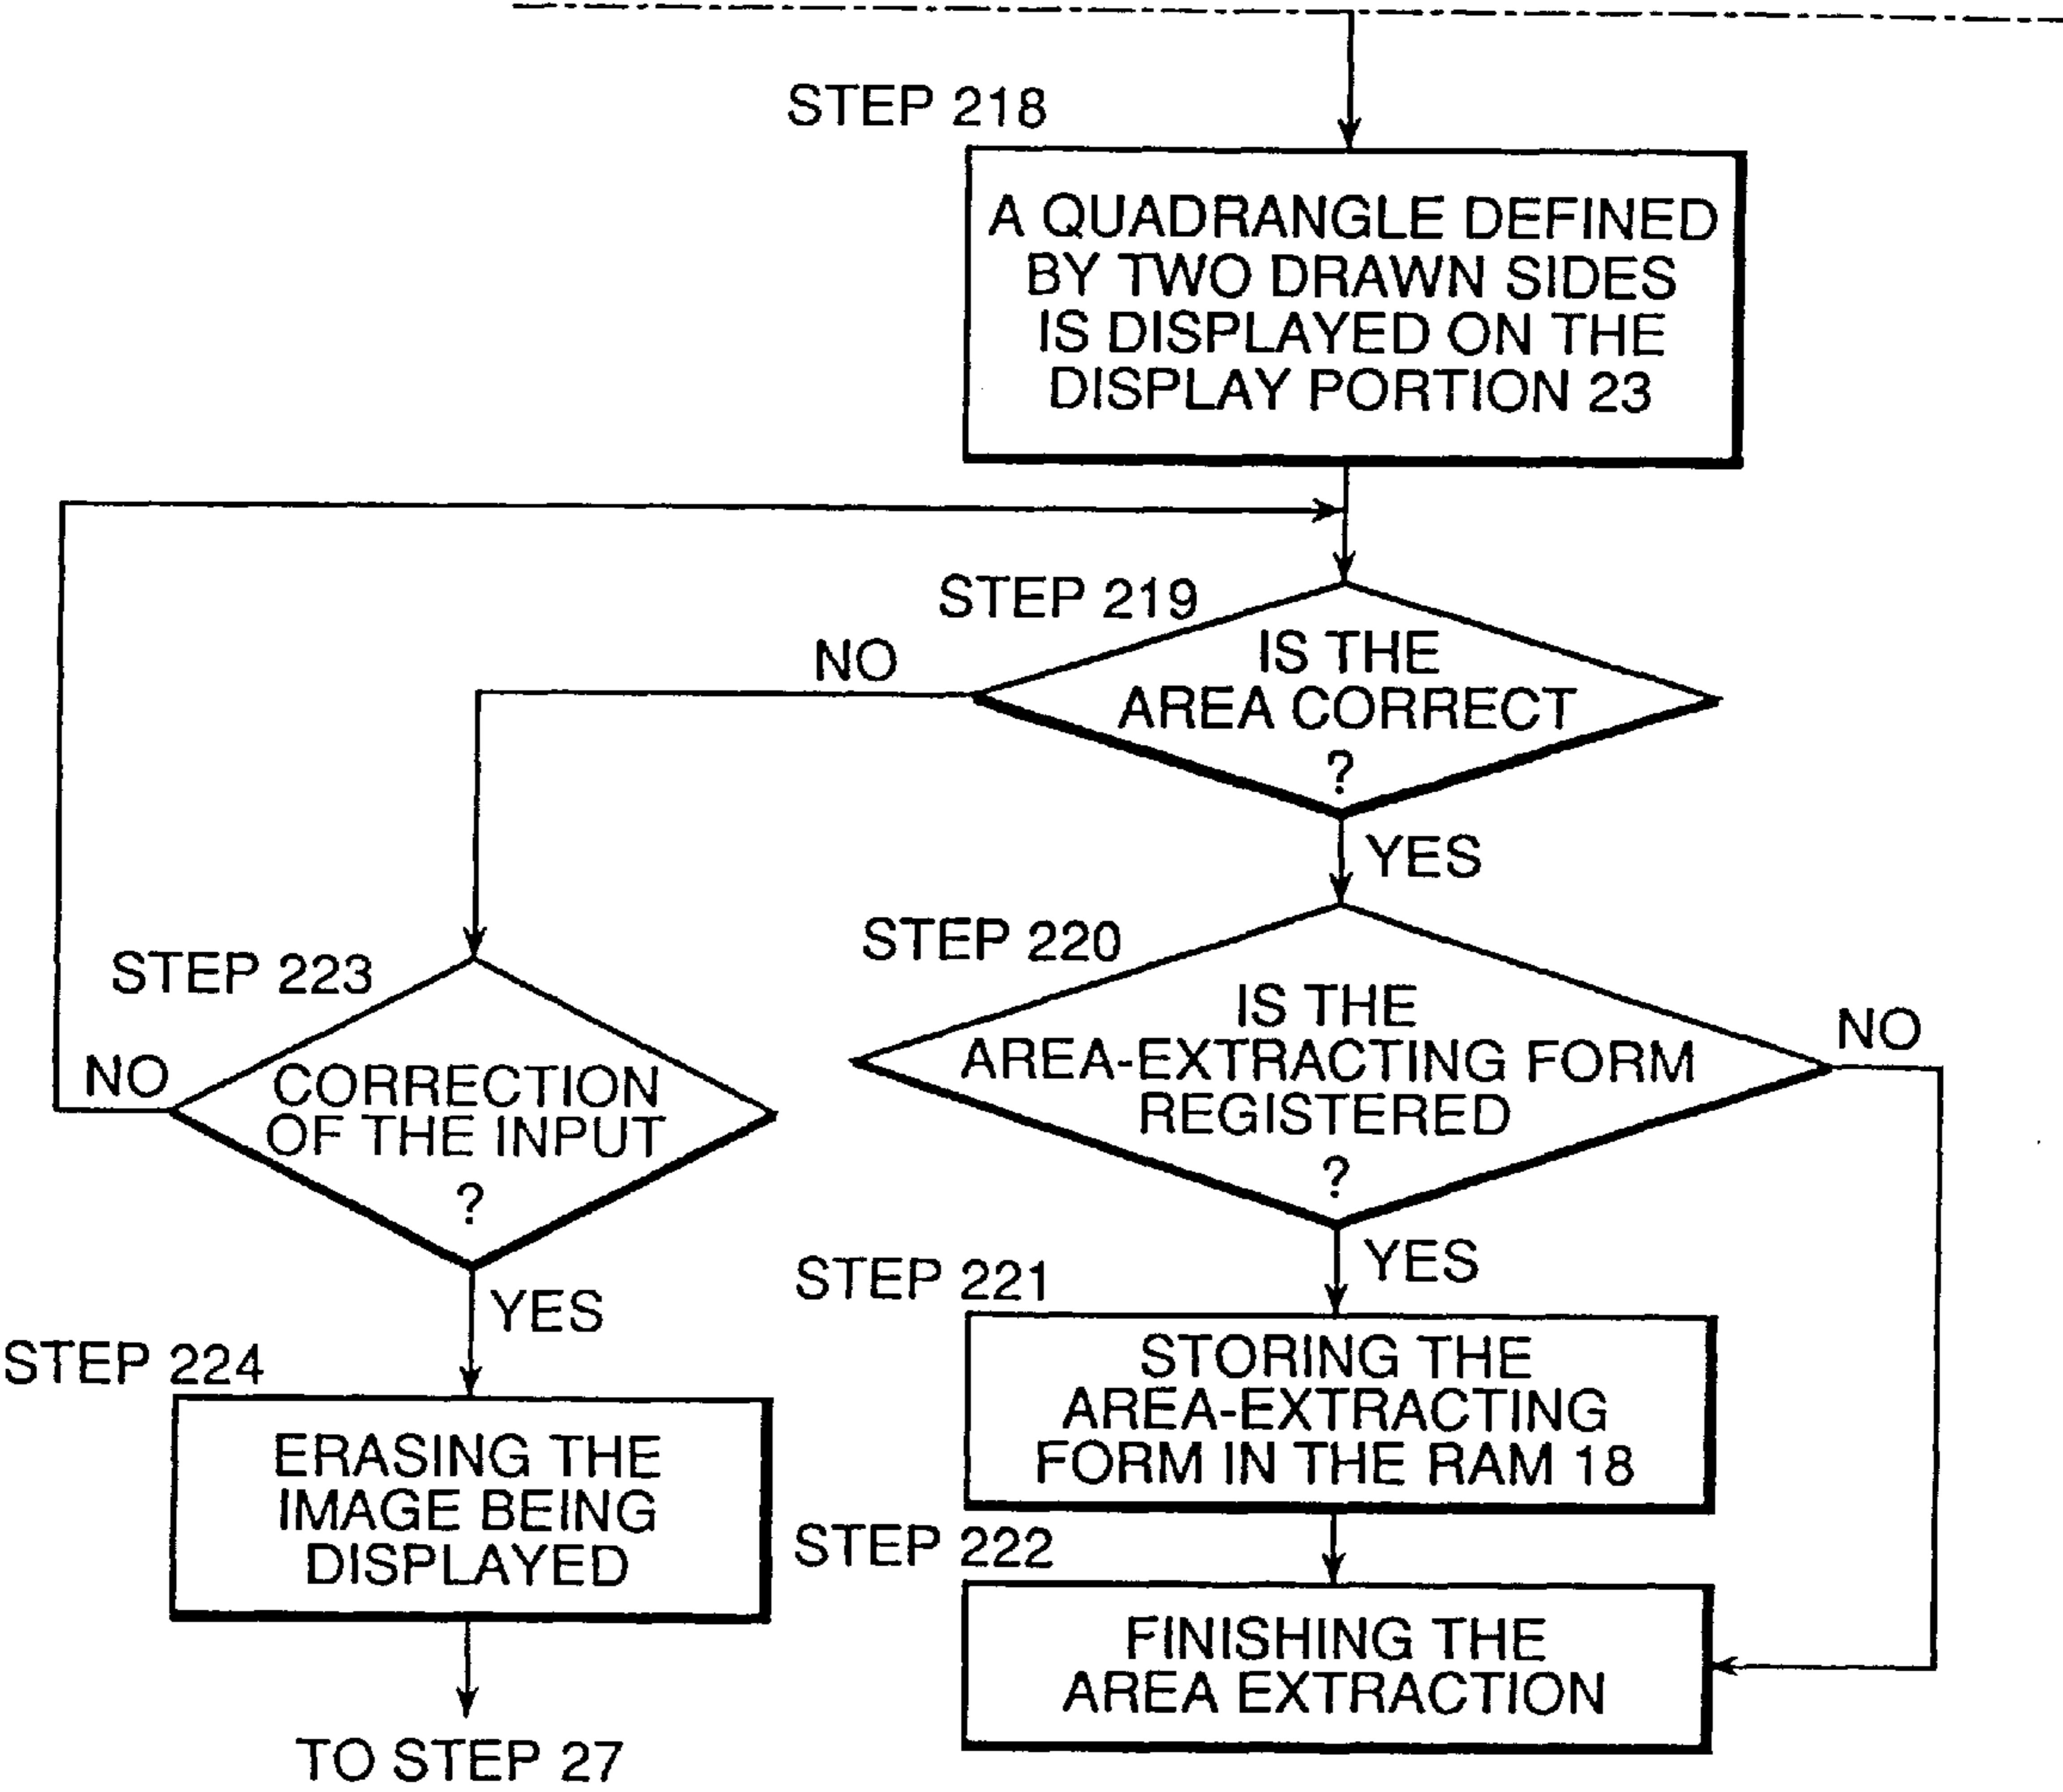 STEP 218
A QUADRANGLE DEFINED
BY TWO DRAWN SIDES
IS DISPLAYED ON THE
DISPLAY PORTION 23
STEP 219
IS THE
AREA CORRECT
?
NO
YES
STEP 220
IS THE
AREA-EXTRACTING FORM
REGISTERED
?
NO
YES
STEP 223
CORRECTION
OF THE INPUT
?
NO
YES
STEP 221
STORING THE
AREA-EXTRACTING
FORM IN THE RAM 18
STEP 224
ERASING THE
IMAGE BEING
DISPLAYED
STEP 222
FINISHING THE
AREA EXTRACTION
TO STEP 27